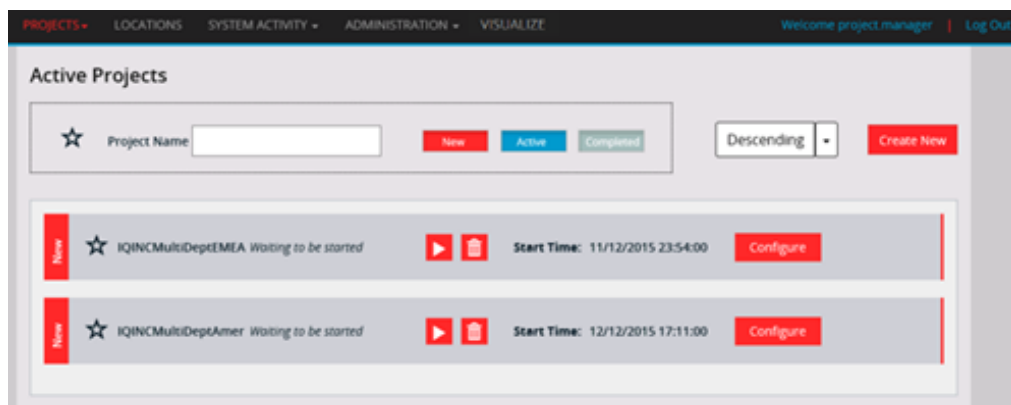 PROJECTS LOCATIONS SYSTEM ACTIVITY ADMINISTRATION VISUALIZE Welcome project.manager | Log Out
Active Projects
Project Name New Active Completed Descending Create New
New IQINCMultiDeptEMEA Waiting to be started Start Time: 11/12/2015 23:54:00 Configure
New IQINCMultiDeptAmer Waiting to be started Start Time: 12/12/2015 17:11:00 Configure